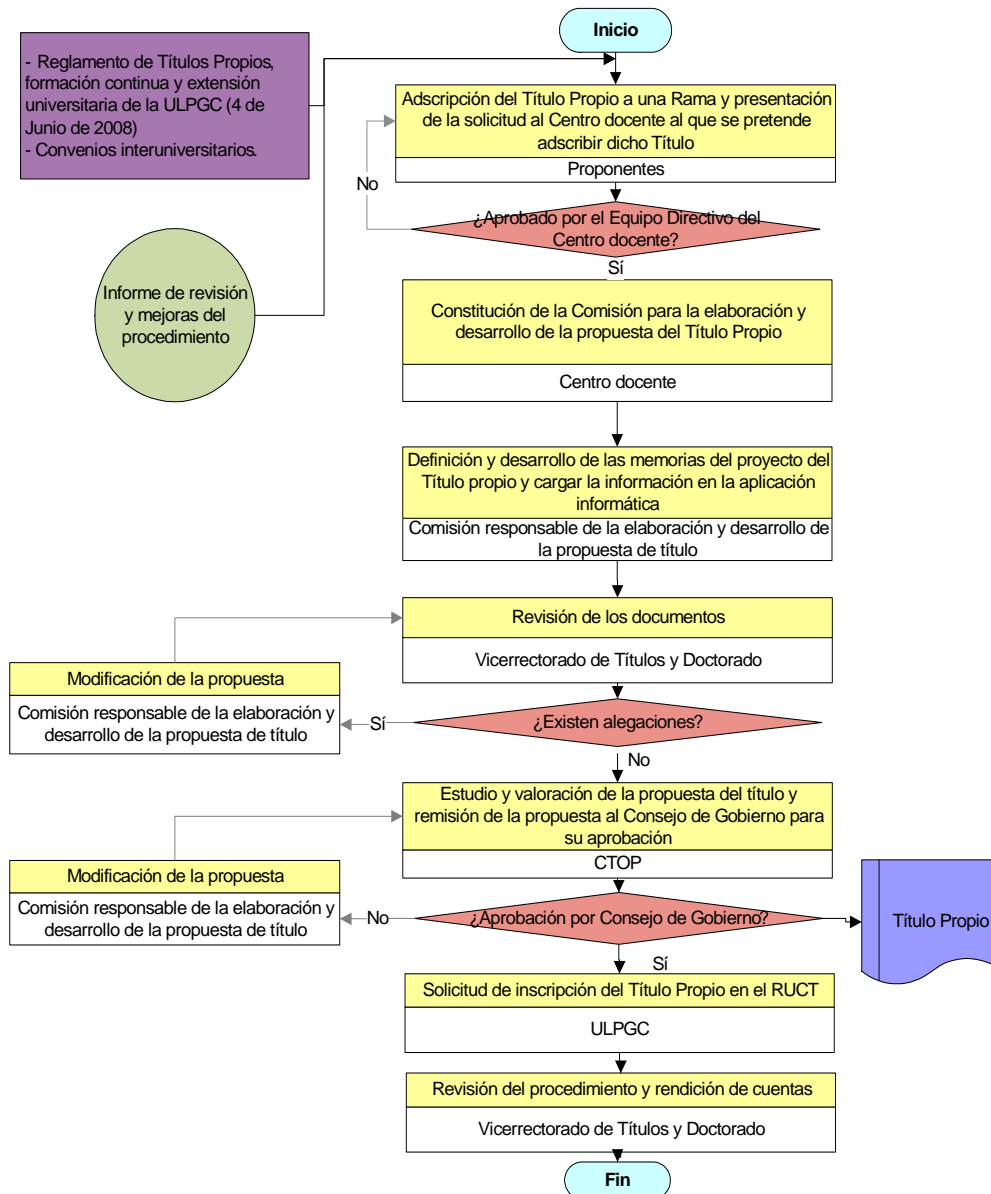 Inicio
- Reglamento de Títulos Propios,
formación continua y extensión
universitaria de la ULPGC (4 de
Junio de 2008)
- Convenios interuniversitarios.
Adscripción del Título Propio a una Rama y presentación
de la solicitud al Centro docente al que se pretende
adscribir dicho Título
Proponentes
No
¿Aprobado por el Equipo Directivo del
Centro docente?
Sí
Informe de revisión
y mejoras del
procedimiento
Constitución de la Comisión para la elaboración y
desarrollo de la propuesta del Título Propio
Centro docente
Definición y desarrollo de las memorias del proyecto del
Título propio y cargar la información en la aplicación
informática
Comisión responsable de la elaboración y desarrollo de
la propuesta de título
Revisión de los documentos
Vicerrectorado de Títulos y Doctorado
Modificación de la propuesta
Comisión responsable de la elaboración y
desarrollo de la propuesta de título
Sí
¿Existen alegaciones?
No
Estudio y valoración de la propuesta del título y
remisión de la propuesta al Consejo de Gobierno para
su aprobación
CTOP
Modificación de la propuesta
Comisión responsable de la elaboración y
desarrollo de la propuesta de título
No
¿Aprobación por Consejo de Gobierno?
Título Propio
Sí
Solicitud de inscripción del Título Propio en el RUCT
ULPGC
Revisión del procedimiento y rendición de cuentas
Vicerrectorado de Títulos y Doctorado
Fin